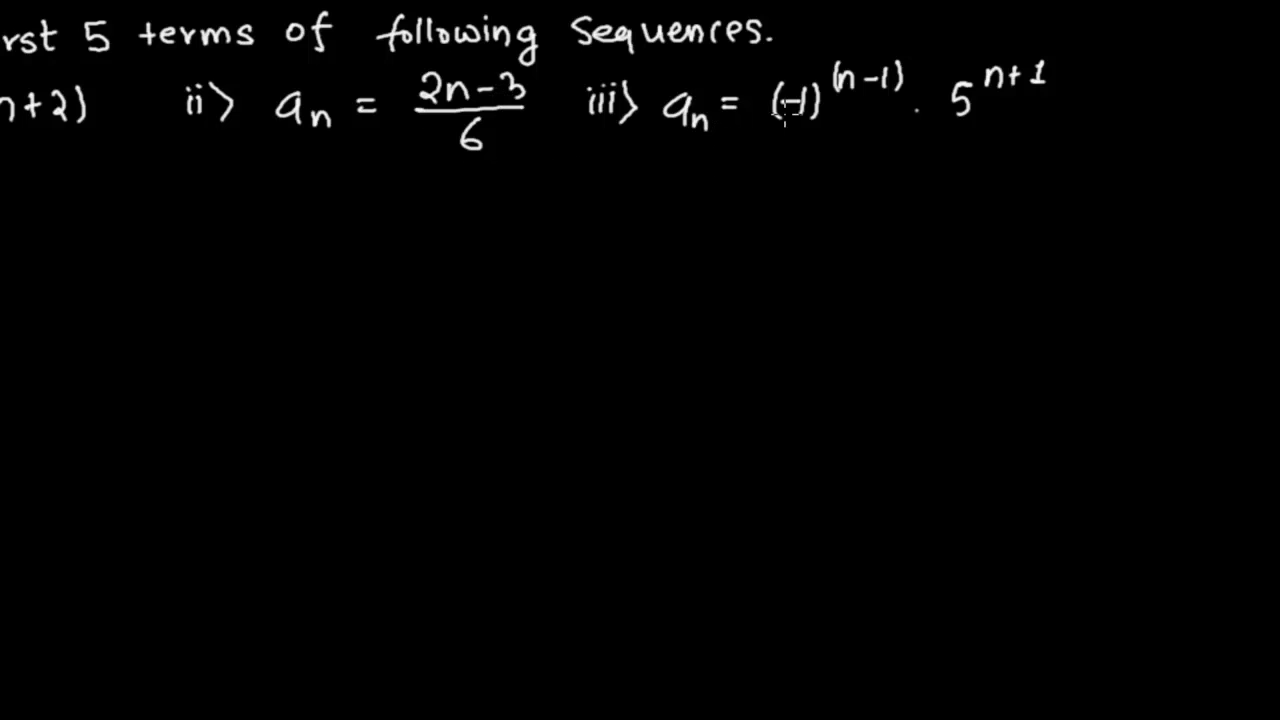 rst 5 terms of following Sequences.
n+2) ii> aₙ = (2n-3)/6 iii> aₙ = (-1)^(n-1) . 5^(n+1)